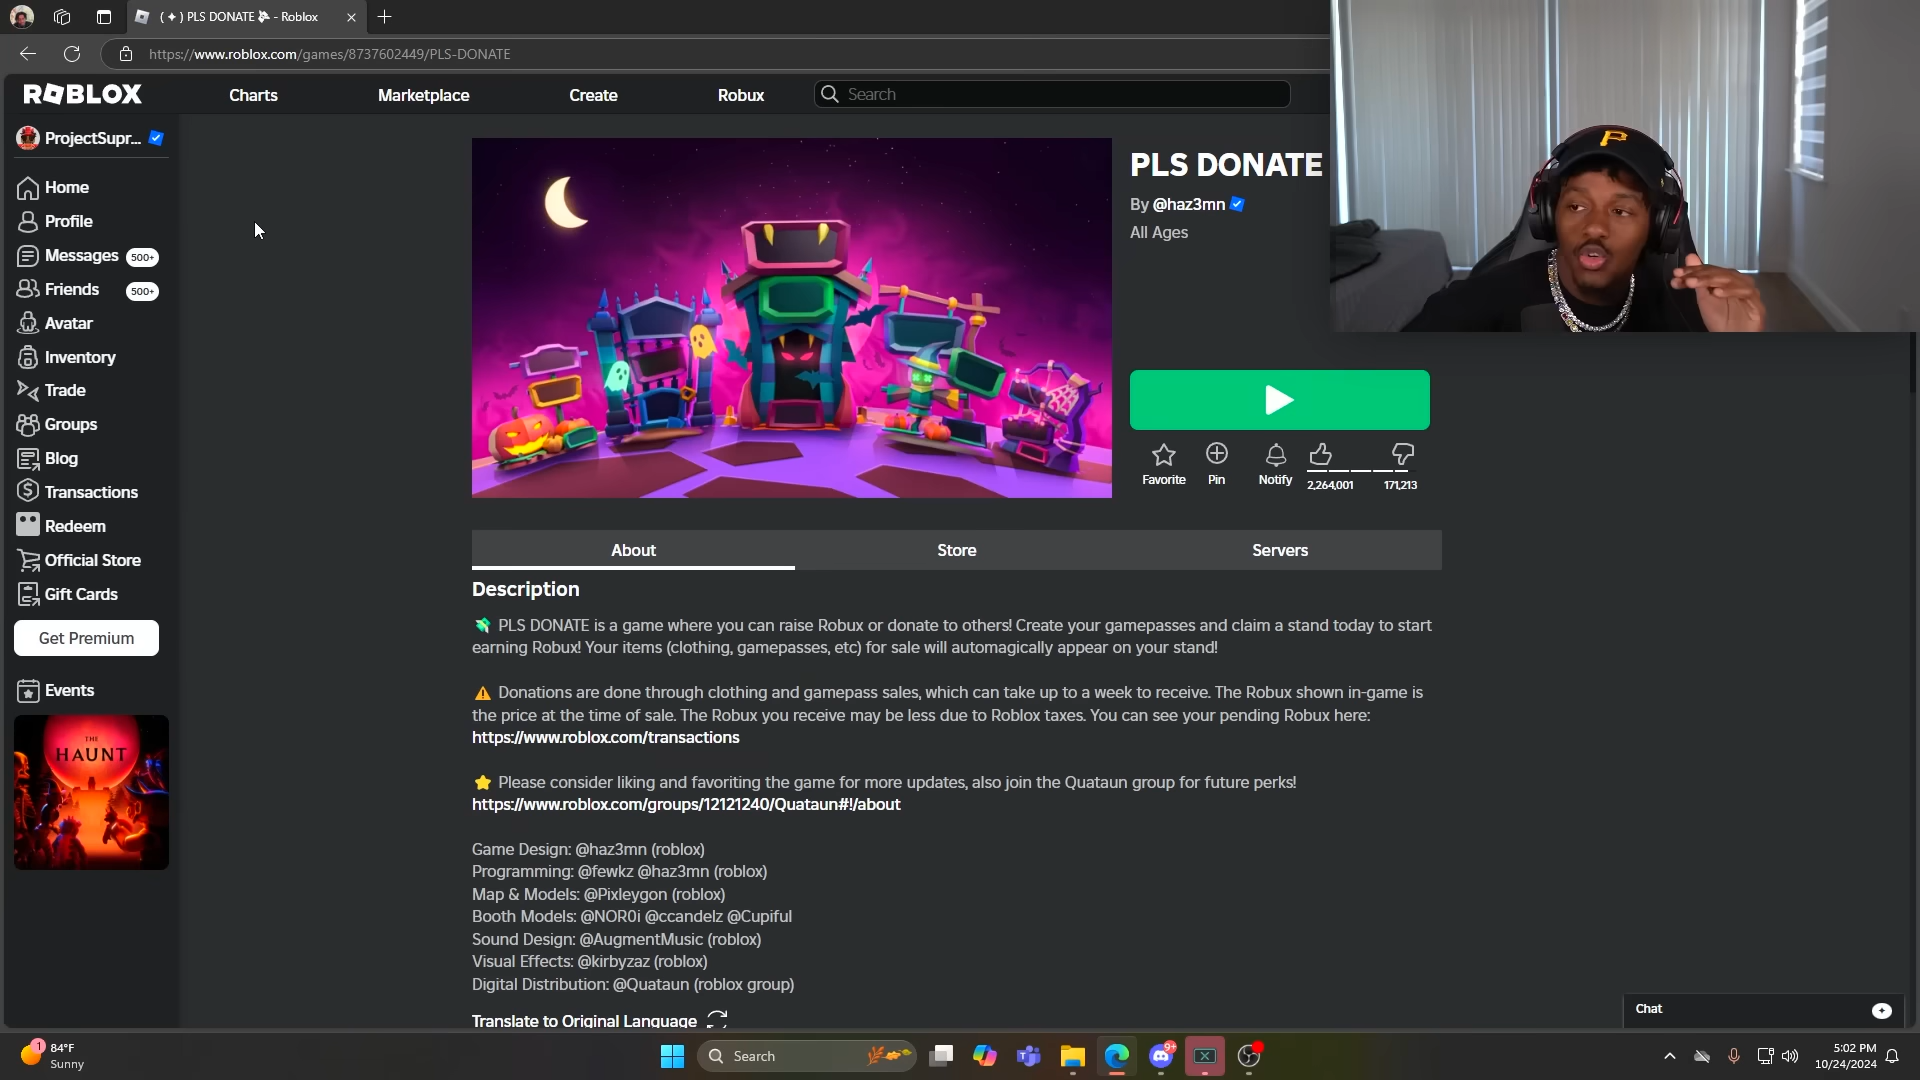 ( ✦ ) PLS DONATE 💸 - Roblox
https://www.roblox.com/games/8737602449/PLS-DONATE
ROBLOX
Charts
Marketplace
Create
Robux
Search
ProjectSupr...
Home
Profile
Messages 500+
Friends 500+
Avatar
Inventory
Trade
Groups
Blog
Transactions
Redeem
Official Store
Gift Cards
Get Premium
Events
THE
HAUNT
PLS DONATE
By @haz3mn
All Ages
P
Favorite
Pin
Notify
2,264,001
171,213
About
Store
Servers
Description
💸 PLS DONATE is a game where you can raise Robux or donate to others! Create your gamepasses and claim a stand today to start
earning Robux! Your items (clothing, gamepasses, etc) for sale will automagically appear on your stand!
⚠️ Donations are done through clothing and gamepass sales, which can take up to a week to receive. The Robux shown in-game is
the price at the time of sale. The Robux you receive may be less due to Roblox taxes. You can see your pending Robux here:
https://www.roblox.com/transactions
⭐ Please consider liking and favoriting the game for more updates, also join the Quataun group for future perks!
https://www.roblox.com/groups/12121240/Quataun#!/about
Game Design: @haz3mn (roblox)
Programming: @fewkz @haz3mn (roblox)
Map & Models: @Pixleygon (roblox)
Booth Models: @NOR0i @ccandelz @Cupiful
Sound Design: @AugmentMusic (roblox)
Visual Effects: @kirbyzaz (roblox)
Digital Distribution: @Quataun (roblox group)
Translate to Original Language
Chat
1
84°F
Sunny
Search
9+
5:02 PM
10/24/2024